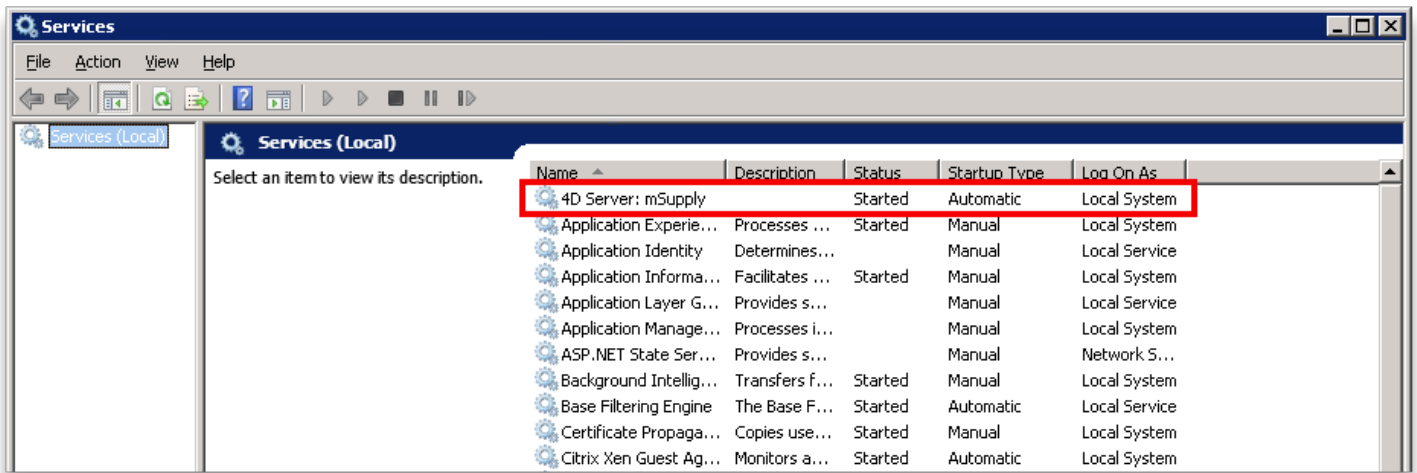 Services
File Action View Help
Services (Local)
Services (Local)
Select an item to view its description.
Name Description Status Startup Type Log On As
4D Server: mSupply Started Automatic Local System
Application Experie... Processes ... Started Manual Local System
Application Identity Determines... Manual Local Service
Application Informa... Facilitates ... Started Manual Local System
Application Layer G... Provides s... Manual Local Service
Application Manage... Processes i... Manual Local System
ASP.NET State Ser... Provides s... Manual Network S...
Background Intellig... Transfers f... Started Manual Local System
Base Filtering Engine The Base F... Started Automatic Local Service
Certificate Propaga... Copies use... Started Manual Local System
Citrix Xen Guest Ag... Monitors a... Started Automatic Local System